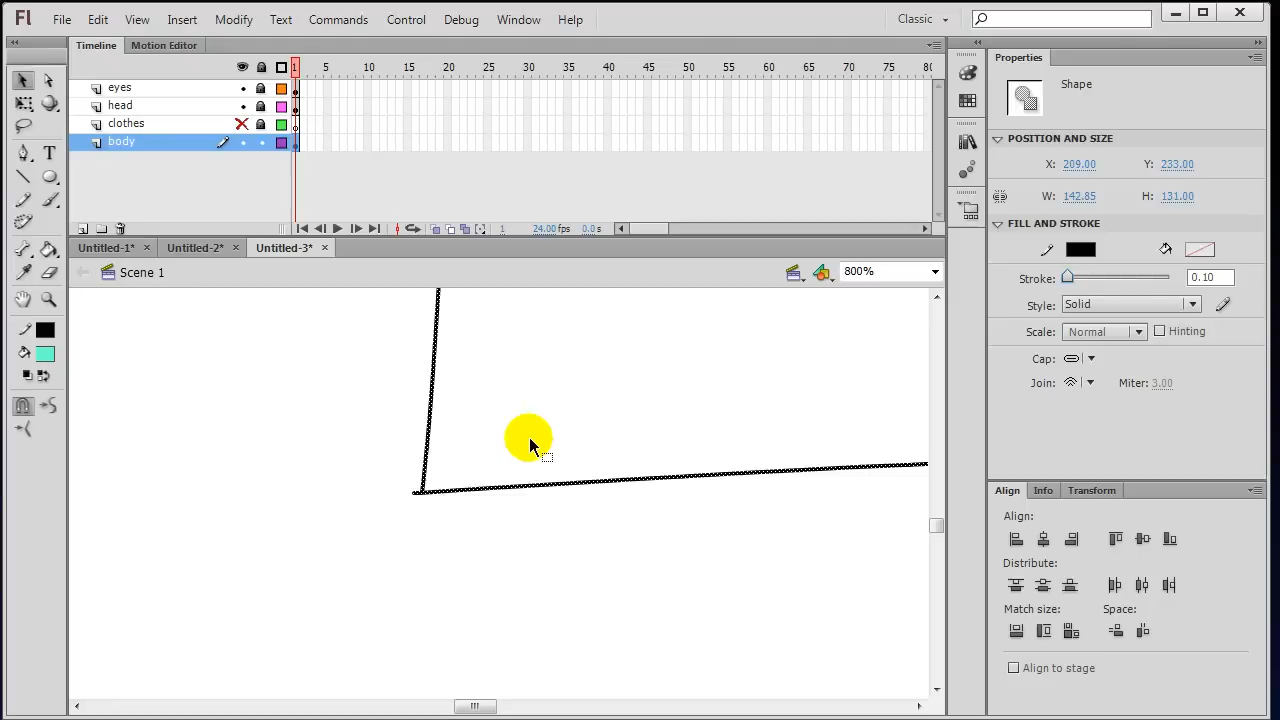 Fl File Edit View Insert Modify Text Commands Control Debug Window Help Classic
Timeline Motion Editor
1 5 10 15 20 25 30 35 40 45 50 55 60 65 70 75 80
eyes
head
clothes
body
1 24.00fps 0.0s
Untitled-1* Untitled-2* Untitled-3*
Scene 1 800%
Properties
Shape
POSITION AND SIZE
X: 209.00 Y: 233.00
W: 142.85 H: 131.00
FILL AND STROKE
Stroke: 0.10
Style: Solid
Scale: Normal Hinting
Cap:
Join: Miter: 3.00
Align Info Transform
Align:
Distribute:
Match size: Space:
Align to stage